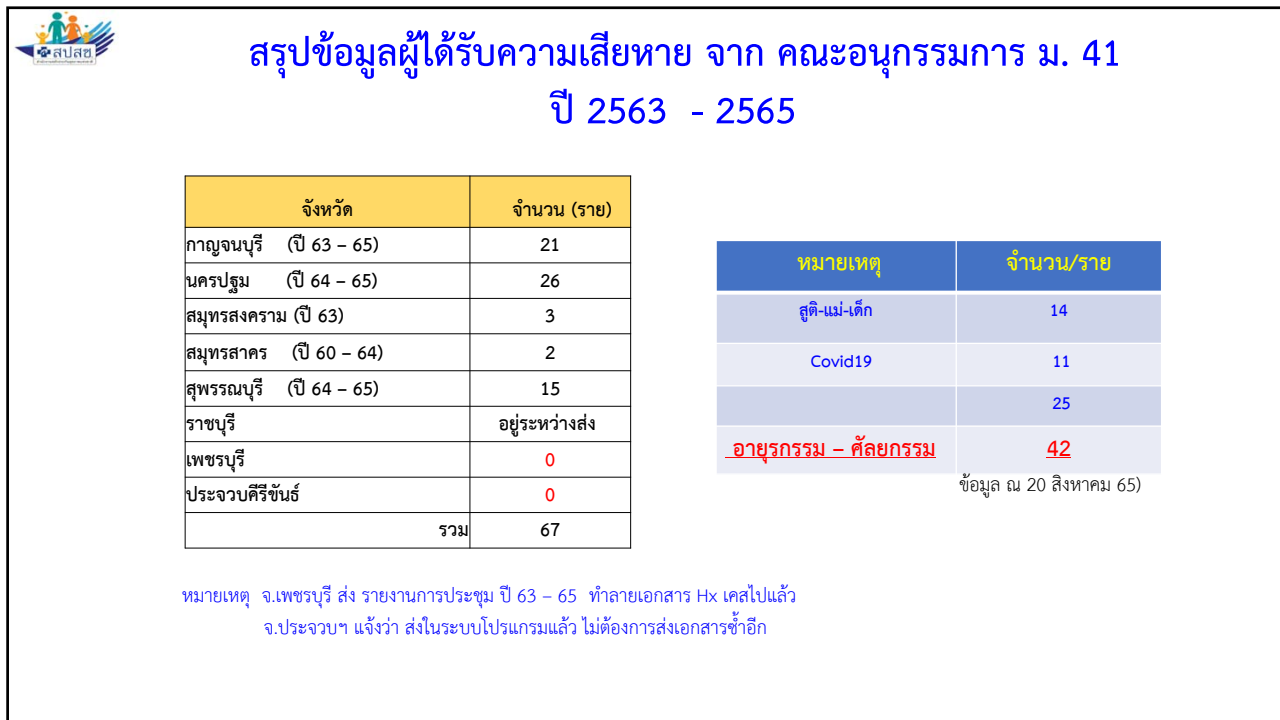 สปสช
สรุปข้อมูลผู้ได้รับความเสียหาย จาก คณะอนุกรรมการ ม. 41
ปี 2563 - 2565
จังหวัด จำนวน (ราย)
กาญจนบุรี (ปี 63 – 65) 21
นครปฐม (ปี 64 – 65) 26
สมุทรสงคราม (ปี 63) 3
สมุทรสาคร (ปี 60 – 64) 2
สุพรรณบุรี (ปี 64 – 65) 15
ราชบุรี อยู่ระหว่างส่ง
เพชรบุรี 0
ประจวบคีรีขันธ์ 0
รวม 67
หมายเหตุ จำนวน/ราย
สูติ-แม่-เด็ก 14
Covid19 11
25
อายุรกรรม – ศัลยกรรม 42
ข้อมูล ณ 20 สิงหาคม 65)
หมายเหตุ จ.เพชรบุรี ส่ง รายงานการประชุม ปี 63 – 65 ทำลายเอกสาร Hx เคสไปแล้ว
จ.ประจวบฯ แจ้งว่า ส่งในระบบโปรแกรมแล้ว ไม่ต้องการส่งเอกสารซ้ำอีก